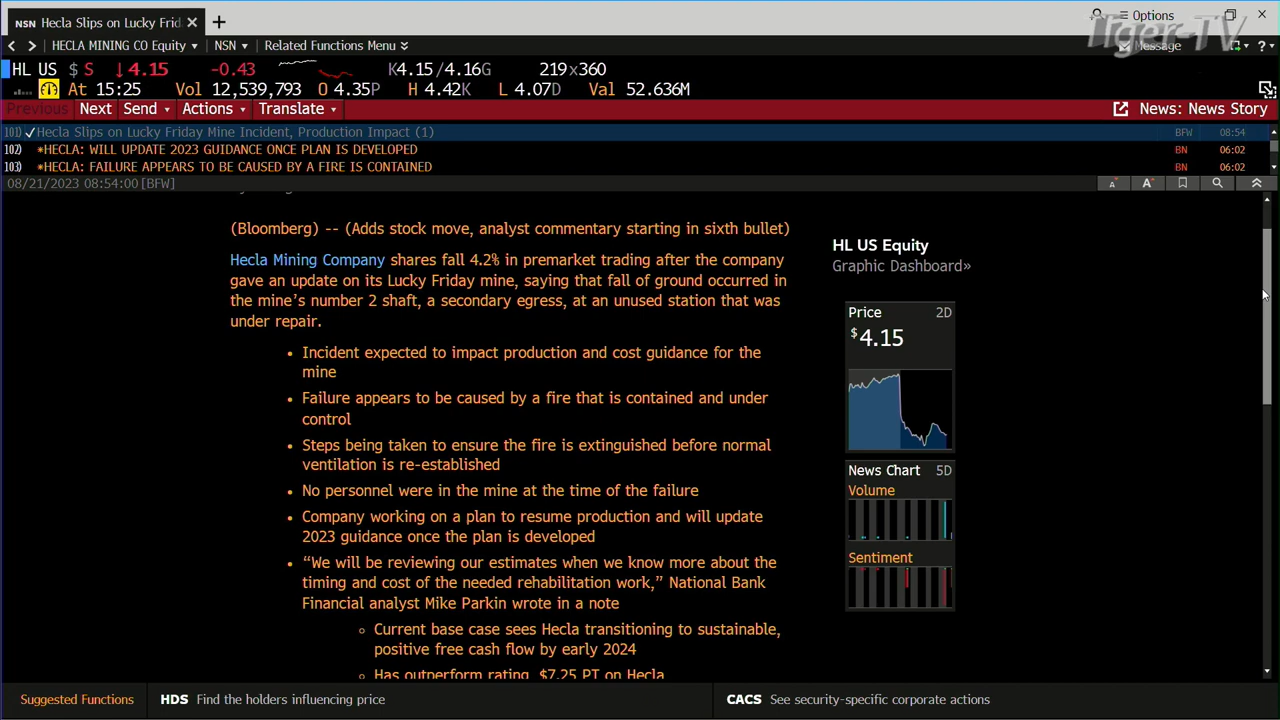 NSN Hecla Slips on Lucky Frid
Options
Tiger-TV
HECLA MINING CO Equity NSN Related Functions Menu
Message
HL US $ S ↓4.15 -0.43 K4.15/4.16G 219x360
At 15:25 Vol 12,539,793 O 4.35P H 4.42K L 4.07D Val 52.636M
Previous Next Send Actions Translate News: News Story
101) Hecla Slips on Lucky Friday Mine Incident, Production Impact (1) BFW 08:54
102) *HECLA: WILL UPDATE 2023 GUIDANCE ONCE PLAN IS DEVELOPED BN 06:02
103) *HECLA: FAILURE APPEARS TO BE CAUSED BY A FIRE IS CONTAINED BN 06:02
08/21/2023 08:54:00 [BFW]
(Bloomberg) -- (Adds stock move, analyst commentary starting in sixth bullet)
Hecla Mining Company shares fall 4.2% in premarket trading after the company
gave an update on its Lucky Friday mine, saying that fall of ground occurred in
the mine's number 2 shaft, a secondary egress, at an unused station that was
under repair.
• Incident expected to impact production and cost guidance for the
mine
• Failure appears to be caused by a fire that is contained and under
control
• Steps being taken to ensure the fire is extinguished before normal
ventilation is re-established
• No personnel were in the mine at the time of the failure
• Company working on a plan to resume production and will update
2023 guidance once the plan is developed
• “We will be reviewing our estimates when we know more about the
timing and cost of the needed rehabilitation work,” National Bank
Financial analyst Mike Parkin wrote in a note
◦ Current base case sees Hecla transitioning to sustainable,
positive free cash flow by early 2024
◦ Has outperform rating, $7.25 PT on Hecla
HL US Equity
Graphic Dashboard»
Price 2D
$4.15
News Chart 5D
Volume
Sentiment
Suggested Functions HDS Find the holders influencing price CACS See security-specific corporate actions